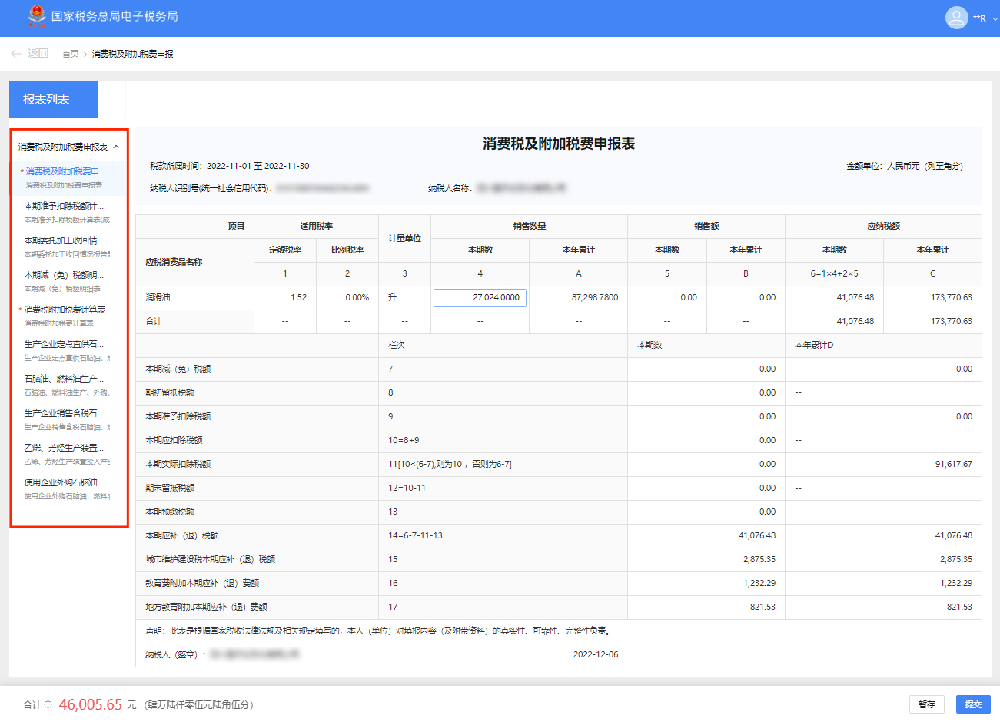 国家税务总局电子税务局
**R
返回 首页 > 消费税及附加税费申报
报表列表
消费税及附加税费申报表
* 消费税及附加税费申...
消费税及附加税费申报表
本期准予扣除税额计...
本期准予扣除税额计算表(成
本期委托加工收回情...
本期委托加工收回情况报告
本期减（免）税额明...
本期减（免）税额明细表
* 消费税附加税费计算表
消费税附加税费计算表
生产企业定点直供石...
生产企业定点直供石脑油、
石脑油、燃料油生产...
石脑油、燃料油生产、外购、
生产企业销售含税石...
生产企业销售含税石脑油、
乙烯、芳烃生产装置...
乙烯、芳烃生产装置投入产
使用企业外购石脑油...
使用企业外购石脑油、燃料
消费税及附加税费申报表
税款所属时间：2022-11-01 至 2022-11-30 金额单位：人民币元（列至角分）
纳税人识别号(统一社会信用代码)： 纳税人名称：
项目 适用税率 计量单位 销售数量 销售额 应纳税额
应税消费品名称 定额税率 比例税率 本期数 本年累计 本期数 本年累计 本期数 本年累计
1 2 3 4 A 5 B 6=1×4+2×5 C
润滑油 1.52 0.00% 升 27,024.0000 87,298.7800 0.00 0.00 41,076.48 173,770.63
合计 -- -- -- -- -- -- -- 41,076.48 173,770.63
栏次 本期数 本年累计D
本期减（免）税额 7 0.00 0.00
期初留抵税额 8 0.00 --
本期准予扣除税额 9 0.00 0.00
本期应扣除税额 10=8+9 0.00 --
本期实际扣除税额 11[10<(6-7),则为10，否则为6-7] 0.00 91,617.67
期末留抵税额 12=10-11 0.00 --
本期预缴税额 13 0.00 --
本期应补（退）税额 14=6-7-11-13 41,076.48 41,076.48
城市维护建设税本期应补（退）税额 15 2,875.35 2,875.35
教育费附加本期应补（退）费额 16 1,232.29 1,232.29
地方教育附加本期应补（退）费额 17 821.53 821.53
声明：此表是根据国家税收法律法规及相关规定填写的，本人（单位）对填报内容（及附带资料）的真实性、可靠性、完整性负责。
纳税人（签章）： 2022-12-06
合计 46,005.65 元 （肆万陆仟零伍元陆角伍分） 暂存 提交